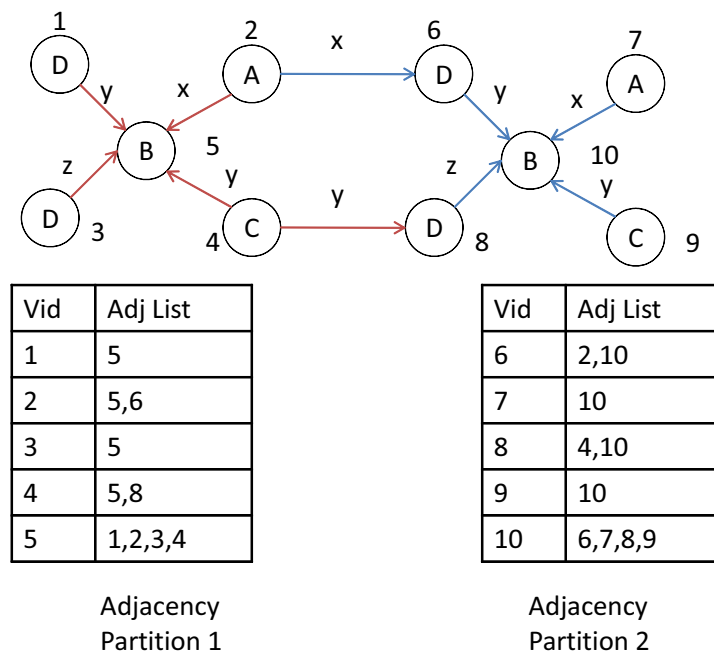 1
2
6
7
D
y
x
A
x
D
y
x
A
B
5
z
y
y
z
B
10
y
D
3
4
C
D
8
C
9
Vid Adj List
1 5
2 5,6
3 5
4 5,8
5 1,2,3,4
Adjacency
Partition 1
Vid Adj List
6 2,10
7 10
8 4,10
9 10
10 6,7,8,9
Adjacency
Partition 2